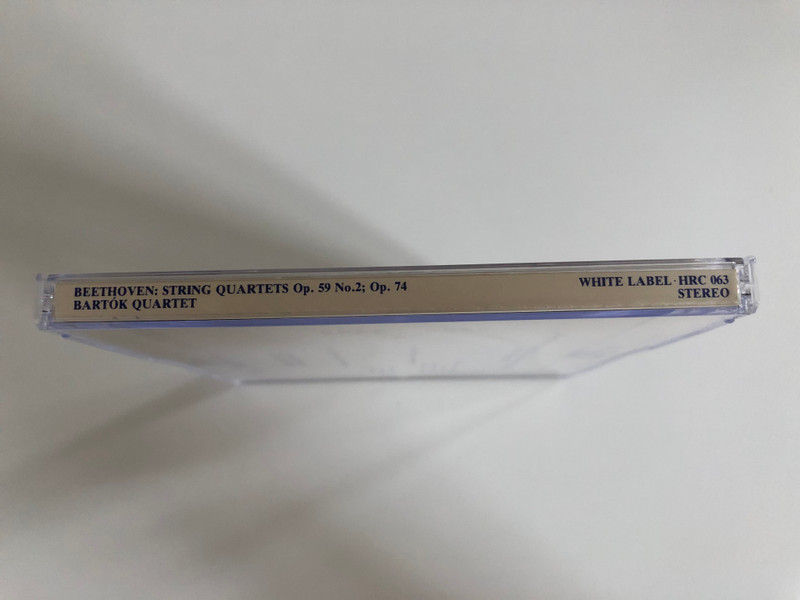 BEETHOVEN: STRING QUARTETS Op. 59 No.2; Op. 74
BARTÓK QUARTET
WHITE LABEL · HRC 063
STEREO